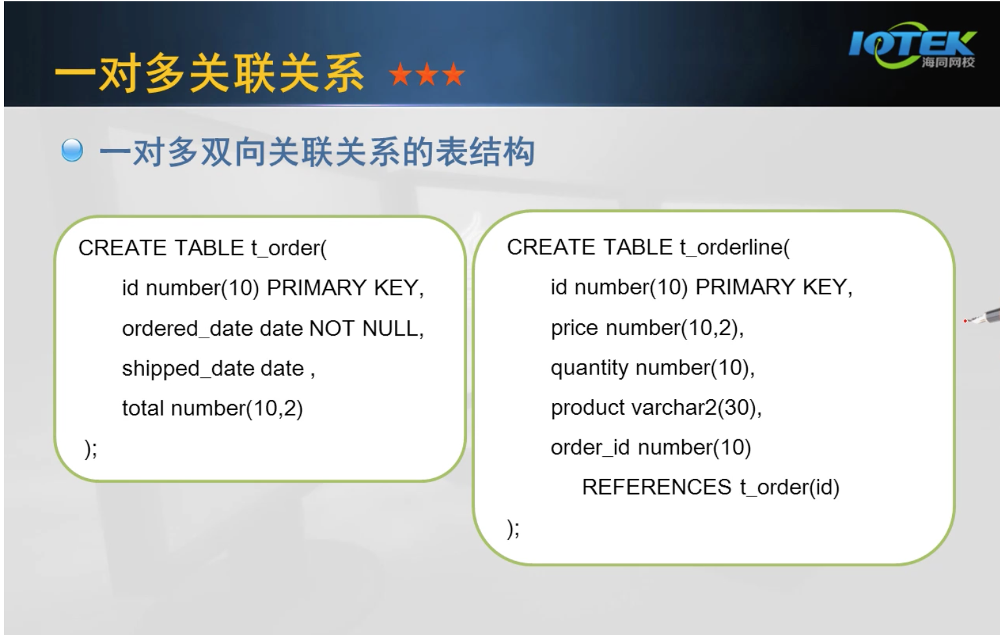 一对多关联关系 ★★★
IOTEK
海同网校
一对多双向关联关系的表结构
CREATE TABLE t_order(
id number(10) PRIMARY KEY,
ordered_date date NOT NULL,
shipped_date date ,
total number(10,2)
);
CREATE TABLE t_orderline(
id number(10) PRIMARY KEY,
price number(10,2),
quantity number(10),
product varchar2(30),
order_id number(10)
REFERENCES t_order(id)
);